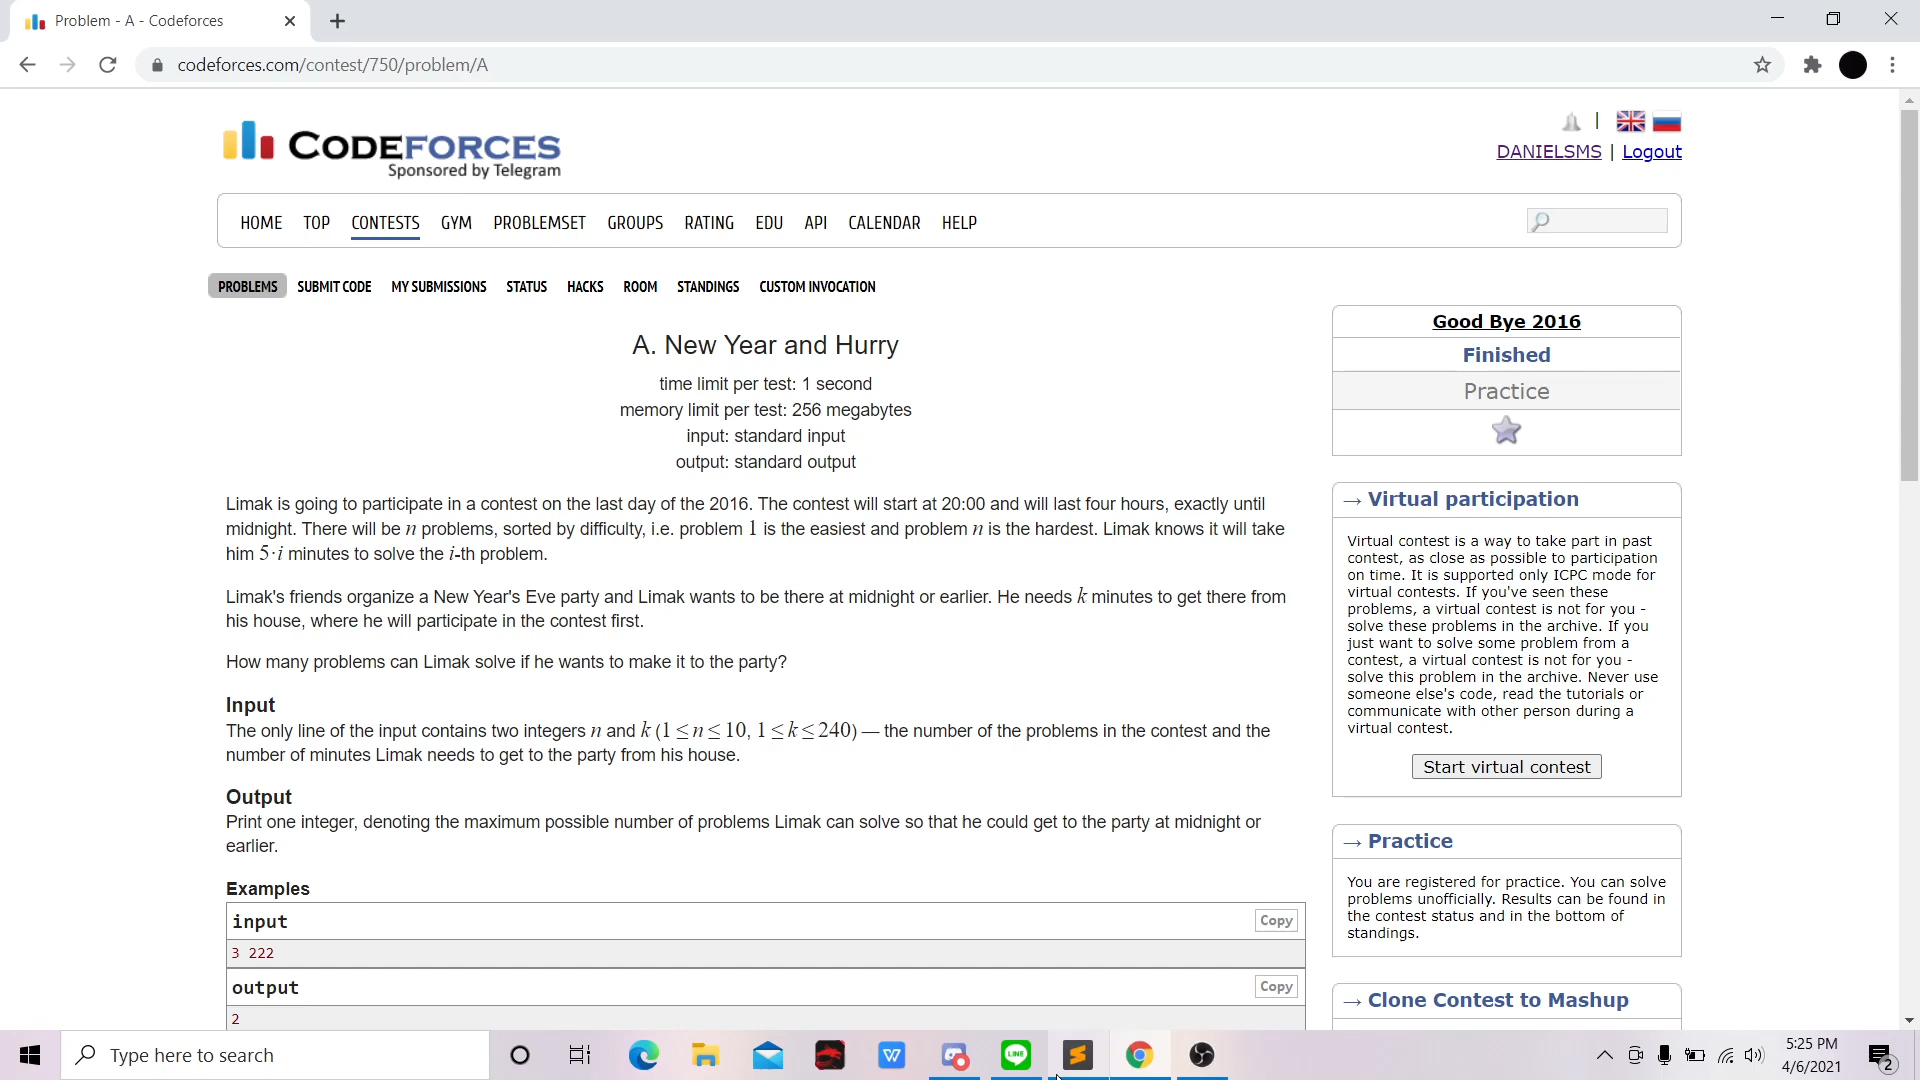 Problem - A - Codeforces
codeforces.com/contest/750/problem/A
CODEFORCES
Sponsored by Telegram
DANIELSMS | Logout
HOME TOP CONTESTS GYM PROBLEMSET GROUPS RATING EDU API CALENDAR HELP
PROBLEMS SUBMIT CODE MY SUBMISSIONS STATUS HACKS ROOM STANDINGS CUSTOM INVOCATION
A. New Year and Hurry
time limit per test: 1 second
memory limit per test: 256 megabytes
input: standard input
output: standard output
Limak is going to participate in a contest on the last day of the 2016. The contest will start at 20:00 and will last four hours, exactly until
midnight. There will be n problems, sorted by difficulty, i.e. problem 1 is the easiest and problem n is the hardest. Limak knows it will take
him 5·i minutes to solve the i-th problem.
Limak's friends organize a New Year's Eve party and Limak wants to be there at midnight or earlier. He needs k minutes to get there from
his house, where he will participate in the contest first.
How many problems can Limak solve if he wants to make it to the party?
Input
The only line of the input contains two integers n and k (1 ≤ n ≤ 10, 1 ≤ k ≤ 240) — the number of the problems in the contest and the
number of minutes Limak needs to get to the party from his house.
Output
Print one integer, denoting the maximum possible number of problems Limak can solve so that he could get to the party at midnight or
earlier.
Examples
input Copy
3 222
output Copy
2
Good Bye 2016
Finished
Practice
→ Virtual participation
Virtual contest is a way to take part in past
contest, as close as possible to participation
on time. It is supported only ICPC mode for
virtual contests. If you've seen these
problems, a virtual contest is not for you -
solve these problems in the archive. If you
just want to solve some problem from a
contest, a virtual contest is not for you -
solve this problem in the archive. Never use
someone else's code, read the tutorials or
communicate with other person during a
virtual contest.
Start virtual contest
→ Practice
You are registered for practice. You can solve
problems unofficially. Results can be found in
the contest status and in the bottom of
standings.
→ Clone Contest to Mashup
Type here to search
W
LINE
5:25 PM
4/6/2021
2